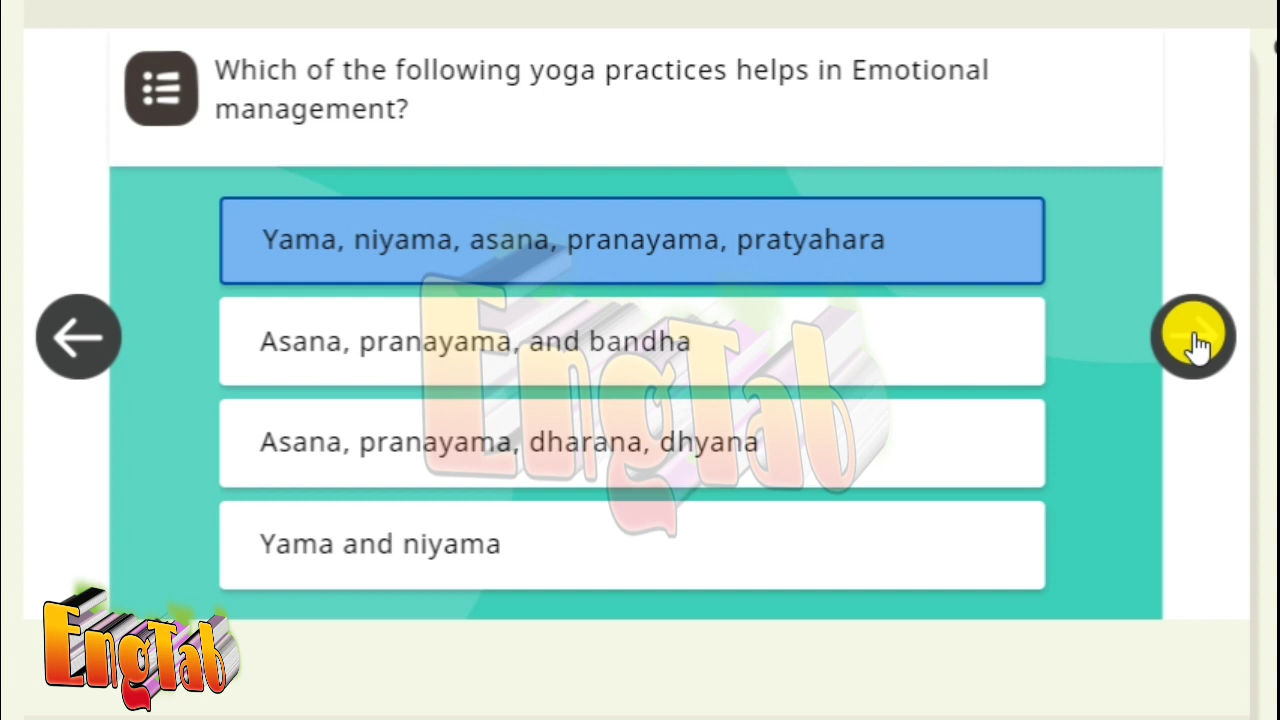 Which of the following yoga practices helps in Emotional
management?
Yama, niyama, asana, pranayama, pratyahara
Asana, pranayama, and bandha
Asana, pranayama, dharana, dhyana
Yama and niyama
EngTab
EngTab